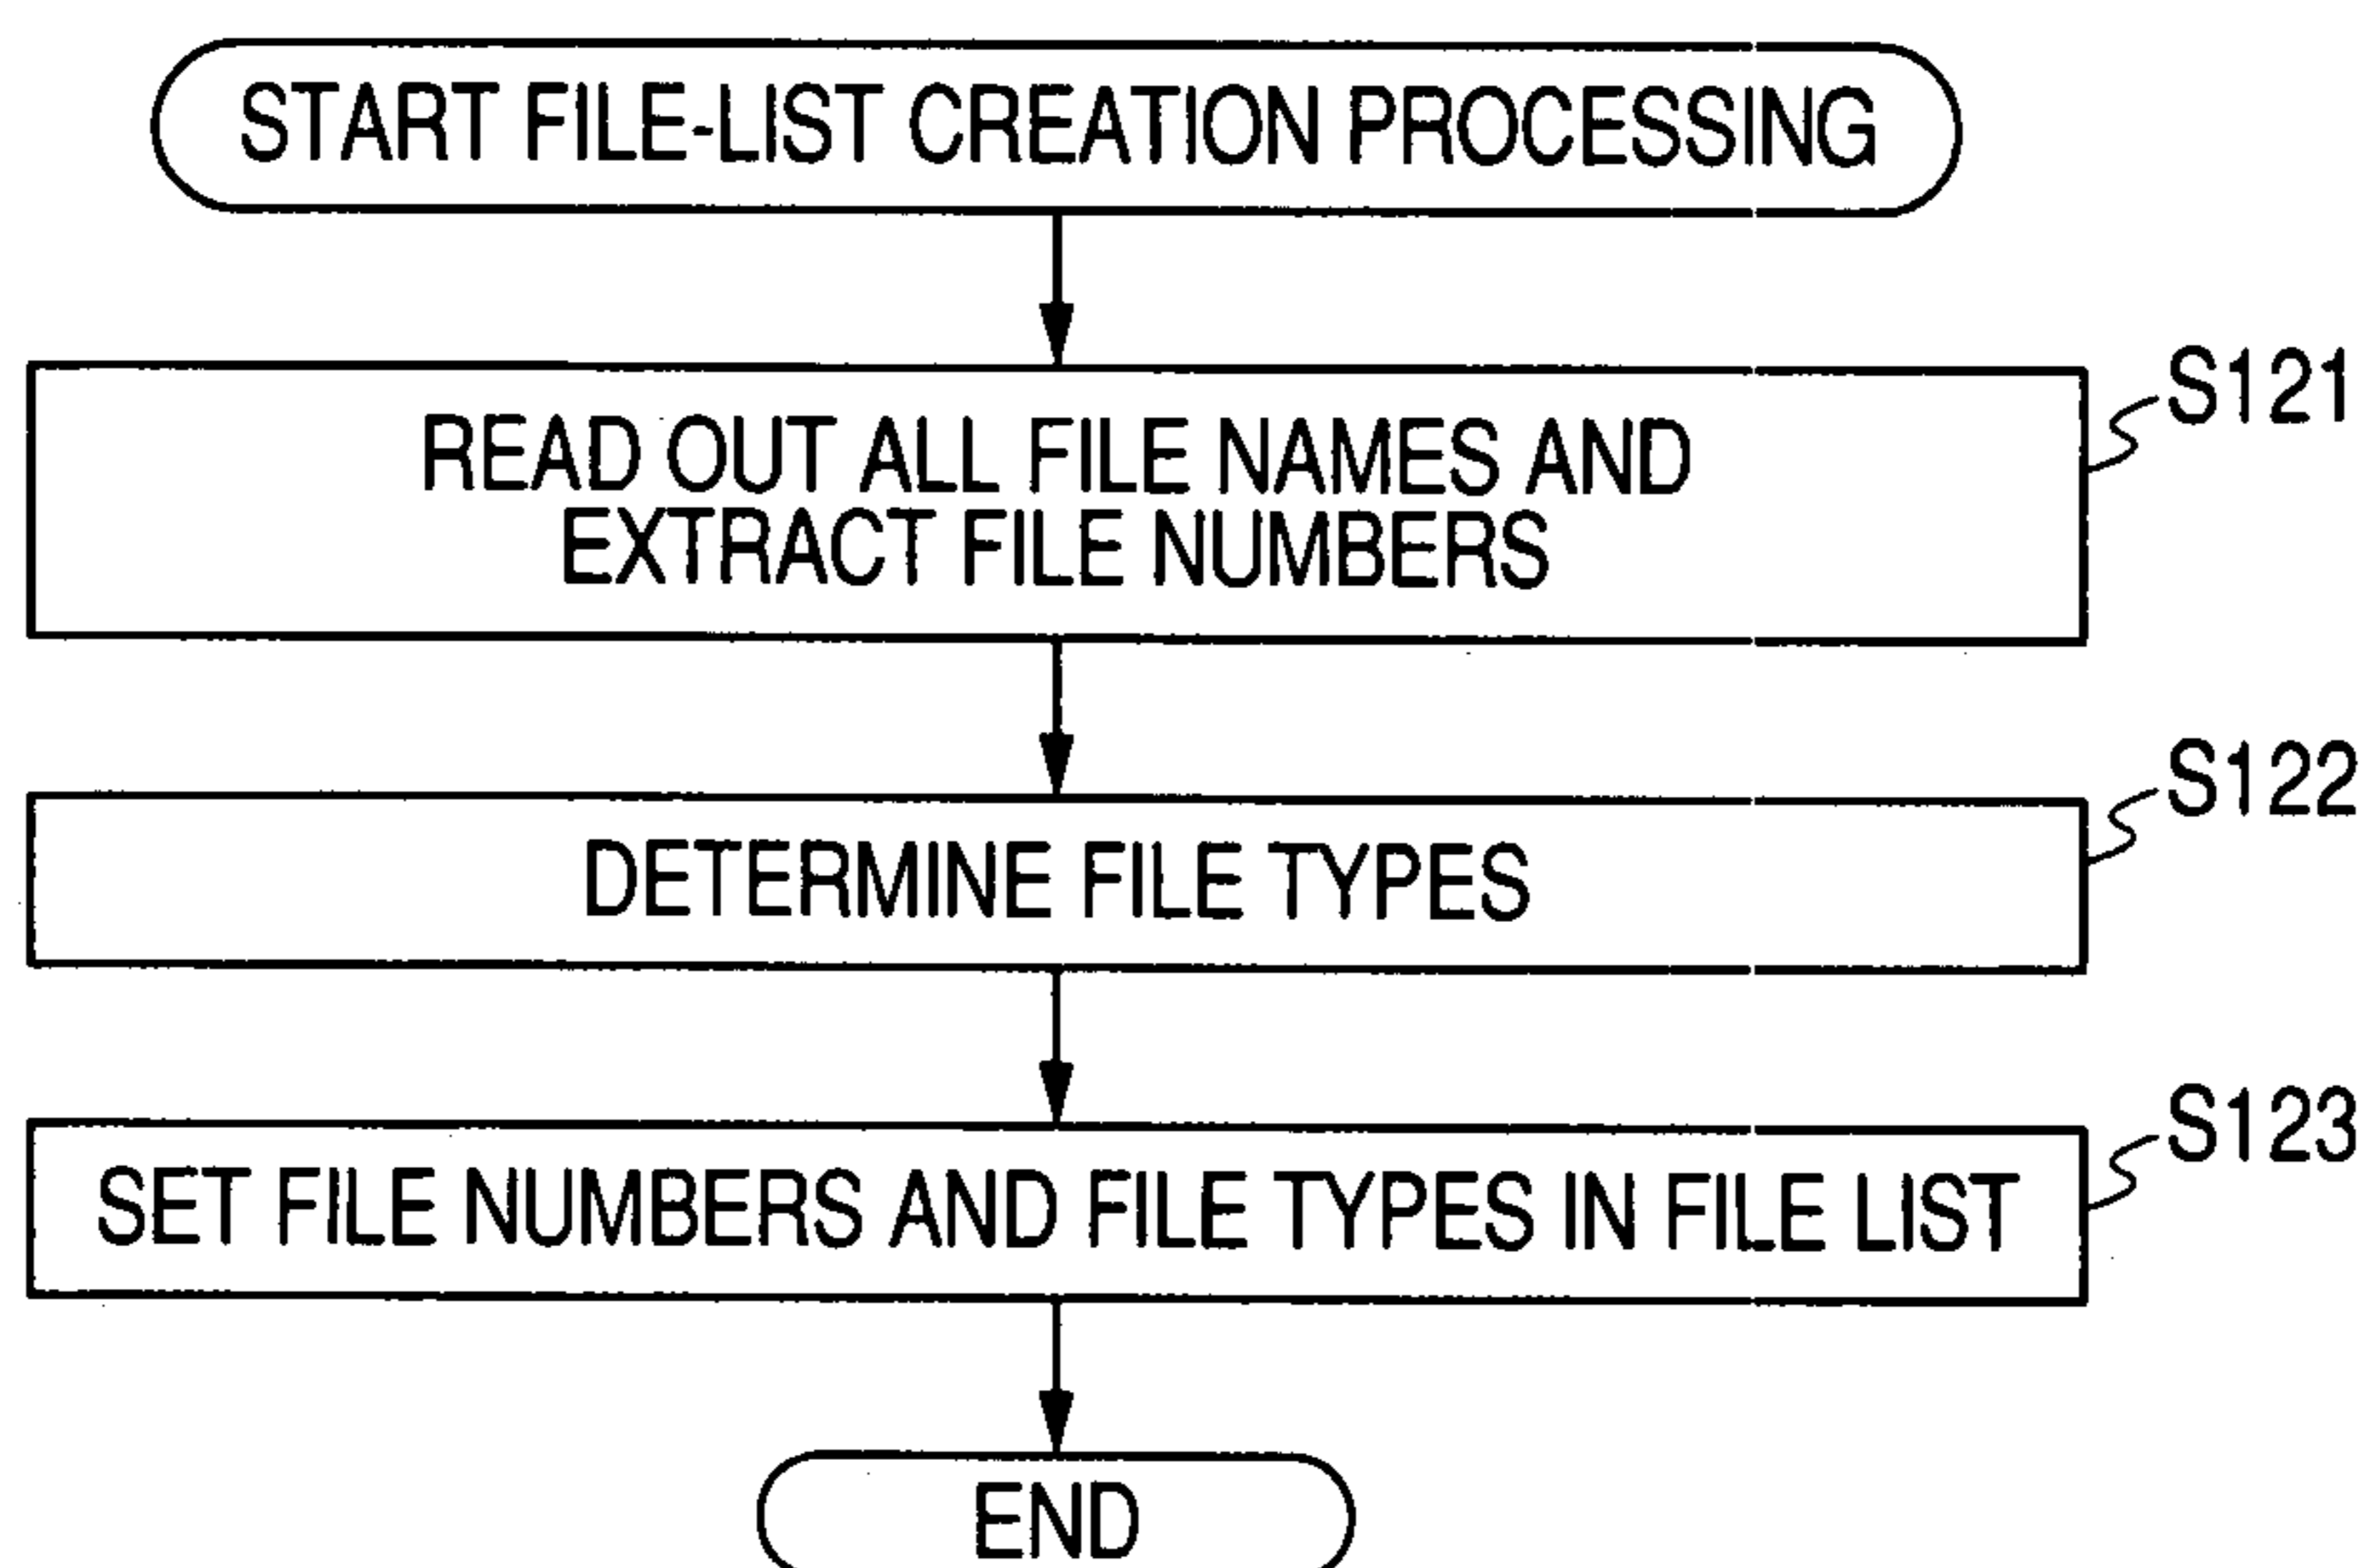 START FILE-LIST CREATION PROCESSING
S121
READ OUT ALL FILE NAMES AND
EXTRACT FILE NUMBERS
S122
DETERMINE FILE TYPES
S123
SET FILE NUMBERS AND FILE TYPES IN FILE LIST
END